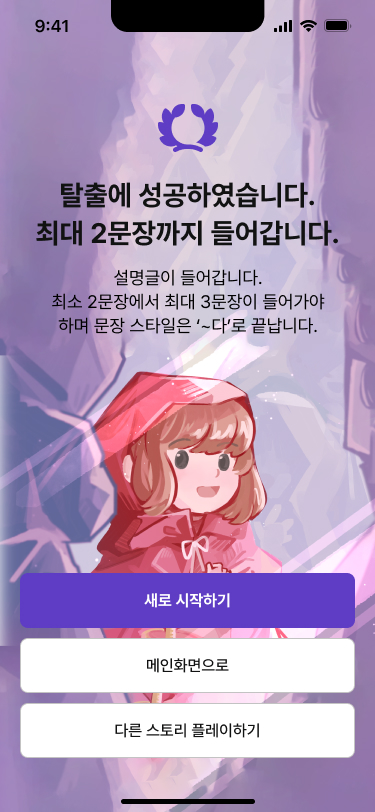 9:41
탈출에 성공하였습니다.
최대 2문장까지 들어갑니다.
설명글이 들어갑니다.
최소 2문장에서 최대 3문장이 들어가야
하며 문장 스타일은 ‘~다’로 끝납니다.
새로 시작하기
메인화면으로
다른 스토리 플레이하기